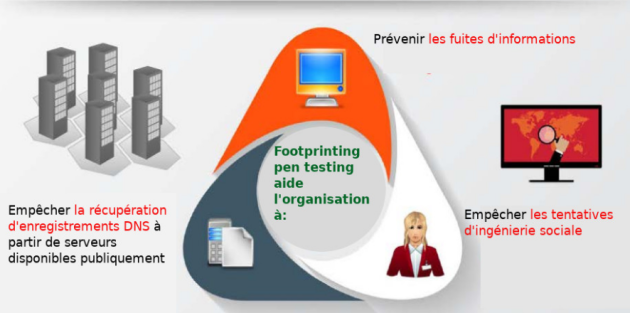 Prévenir les fuites d'informations
Footprinting
pen testing
aide
l'organisation
à:
Empêcher la récupération
d'enregistrements DNS à
partir de serveurs
disponibles publiquement
Empêcher les tentatives
d'ingénierie sociale